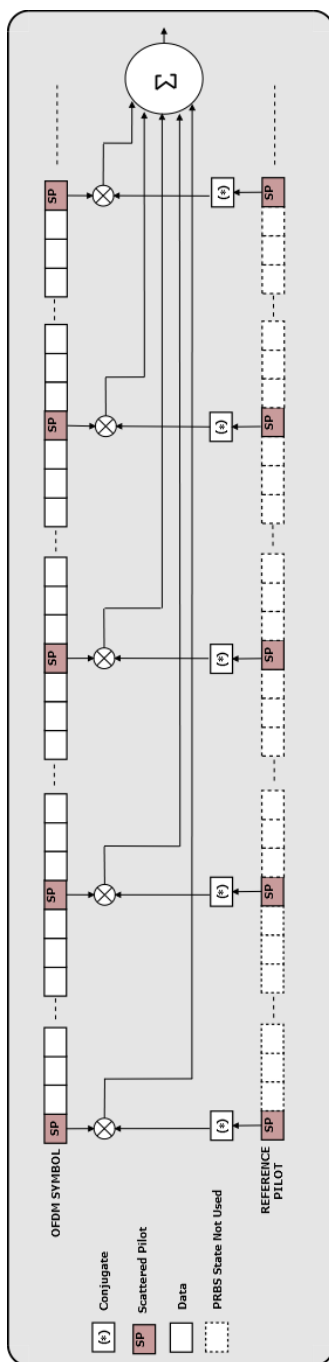 SP SP SP SP SP
OFDM SYMBOL
Σ
(*) (*) (*) (*) (*)
SP SP SP SP SP
REFERENCE
PILOT
(*) Conjugate
SP Scattered Pilot
Data
PRBS State Not Used